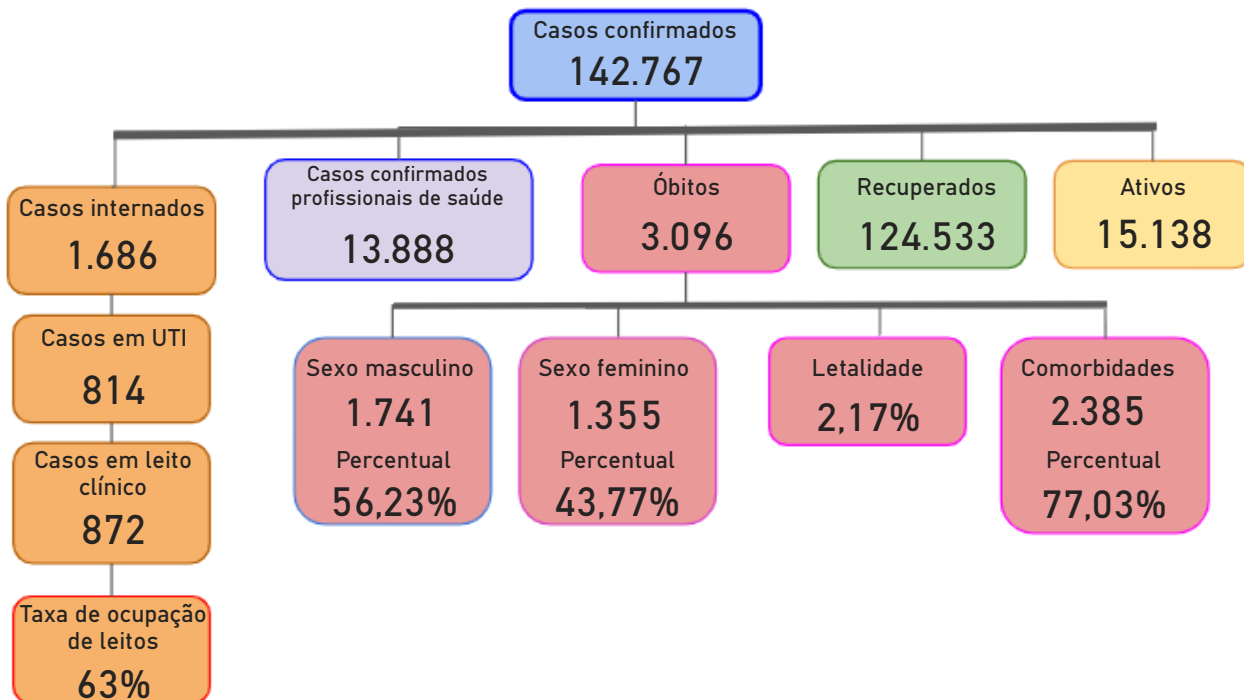 Casos confirmados
142.767
Casos internados
1.686
Casos em UTI
814
Casos em leito
clínico
872
Taxa de ocupação
de leitos
63%
Casos confirmados
profissionais de saúde
13.888
Óbitos
3.096
Sexo masculino
1.741
Percentual
56,23%
Sexo feminino
1.355
Percentual
43,77%
Letalidade
2,17%
Comorbidades
2.385
Percentual
77,03%
Recuperados
124.533
Ativos
15.138